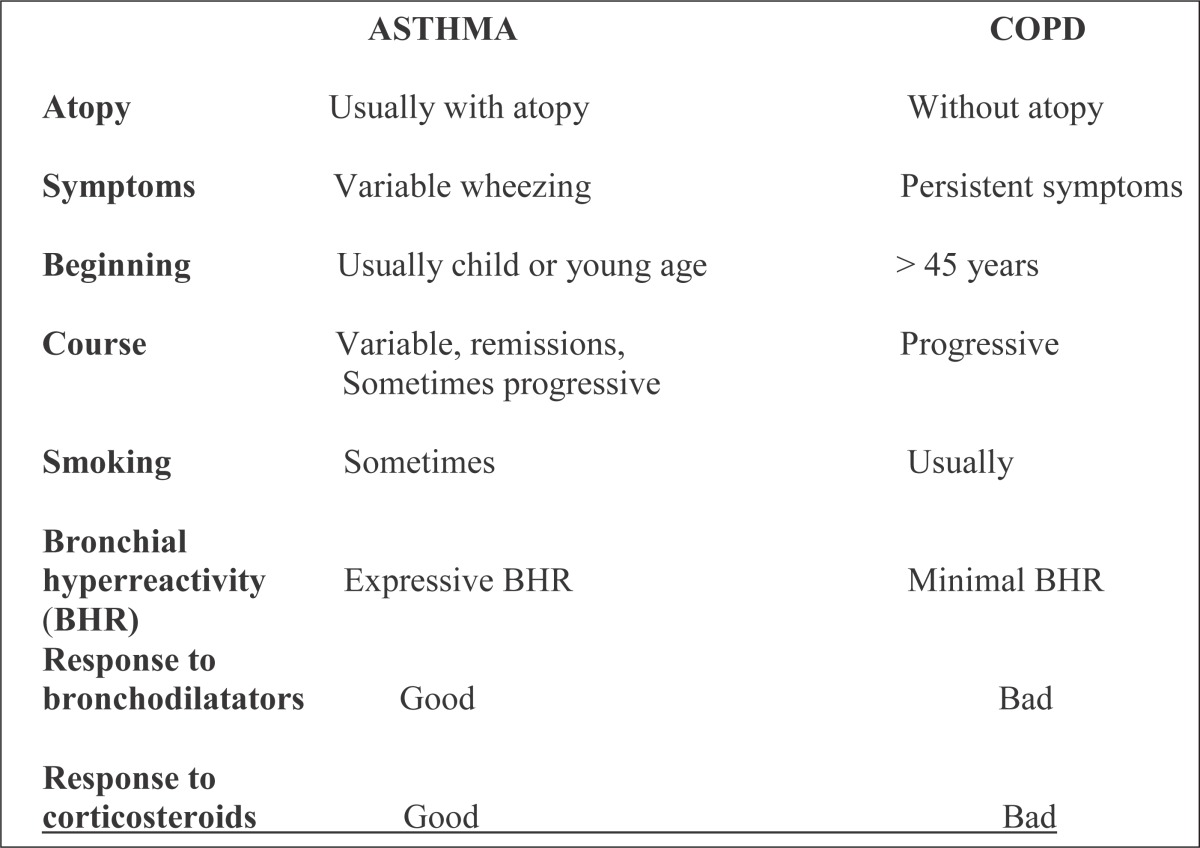 ASTHMA COPD
Atopy Usually with atopy Without atopy
Symptoms Variable wheezing Persistent symptoms
Beginning Usually child or young age > 45 years
Course Variable, remissions, Progressive
Sometimes progressive
Smoking Sometimes Usually
Bronchial
hyperreactivity Expressive BHR Minimal BHR
(BHR)
Response to
bronchodilatators Good Bad
Response to
corticosteroids Good Bad